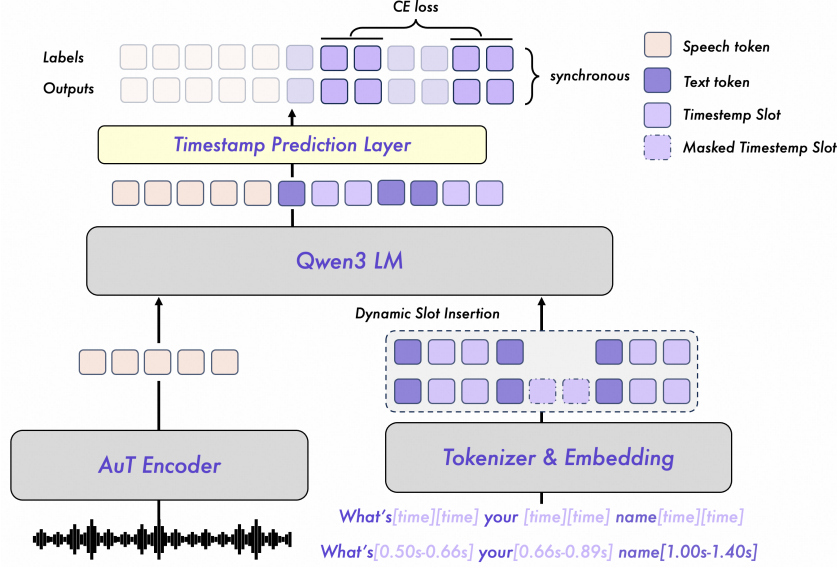 CE loss
Labels
Outputs
synchronous
Speech token
Text token
Timestemp Slot
Masked Timestemp Slot
Timestamp Prediction Layer
Qwen3 LM
Dynamic Slot Insertion
AuT Encoder
Tokenizer & Embedding
What's[time][time] your [time][time] name[time][time]
What's[0.50s-0.66s] your[0.66s-0.89s] name[1.00s-1.40s]